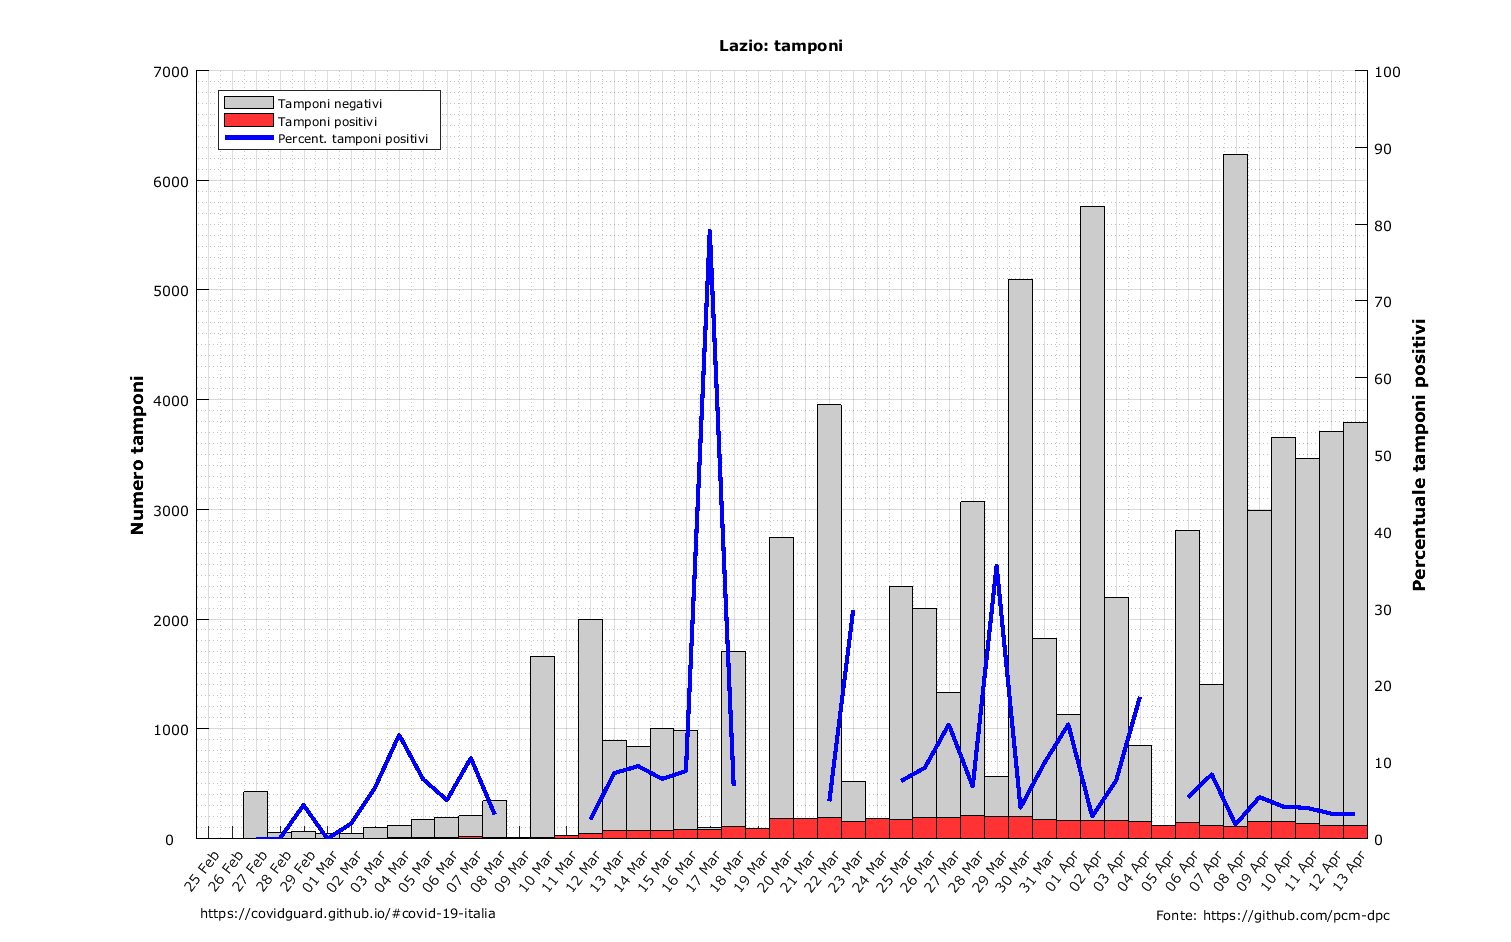 Lazio: tamponi
Tamponi negativi
Tamponi positivi
Percent. tamponi positivi
Numero tamponi
7000
6000
5000
4000
3000
2000
1000
0
Percentuale tamponi positivi
100
90
80
70
60
50
40
30
20
10
0
25 Feb
26 Feb
27 Feb
28 Feb
29 Feb
01 Mar
02 Mar
03 Mar
04 Mar
05 Mar
06 Mar
07 Mar
08 Mar
09 Mar
10 Mar
11 Mar
12 Mar
13 Mar
14 Mar
15 Mar
16 Mar
17 Mar
18 Mar
19 Mar
20 Mar
21 Mar
22 Mar
23 Mar
24 Mar
25 Mar
26 Mar
27 Mar
28 Mar
29 Mar
30 Mar
31 Mar
01 Apr
02 Apr
03 Apr
04 Apr
05 Apr
06 Apr
07 Apr
08 Apr
09 Apr
10 Apr
11 Apr
12 Apr
13 Apr
https://covidguard.github.io/#covid-19-italia
Fonte: https://github.com/pcm-dpc